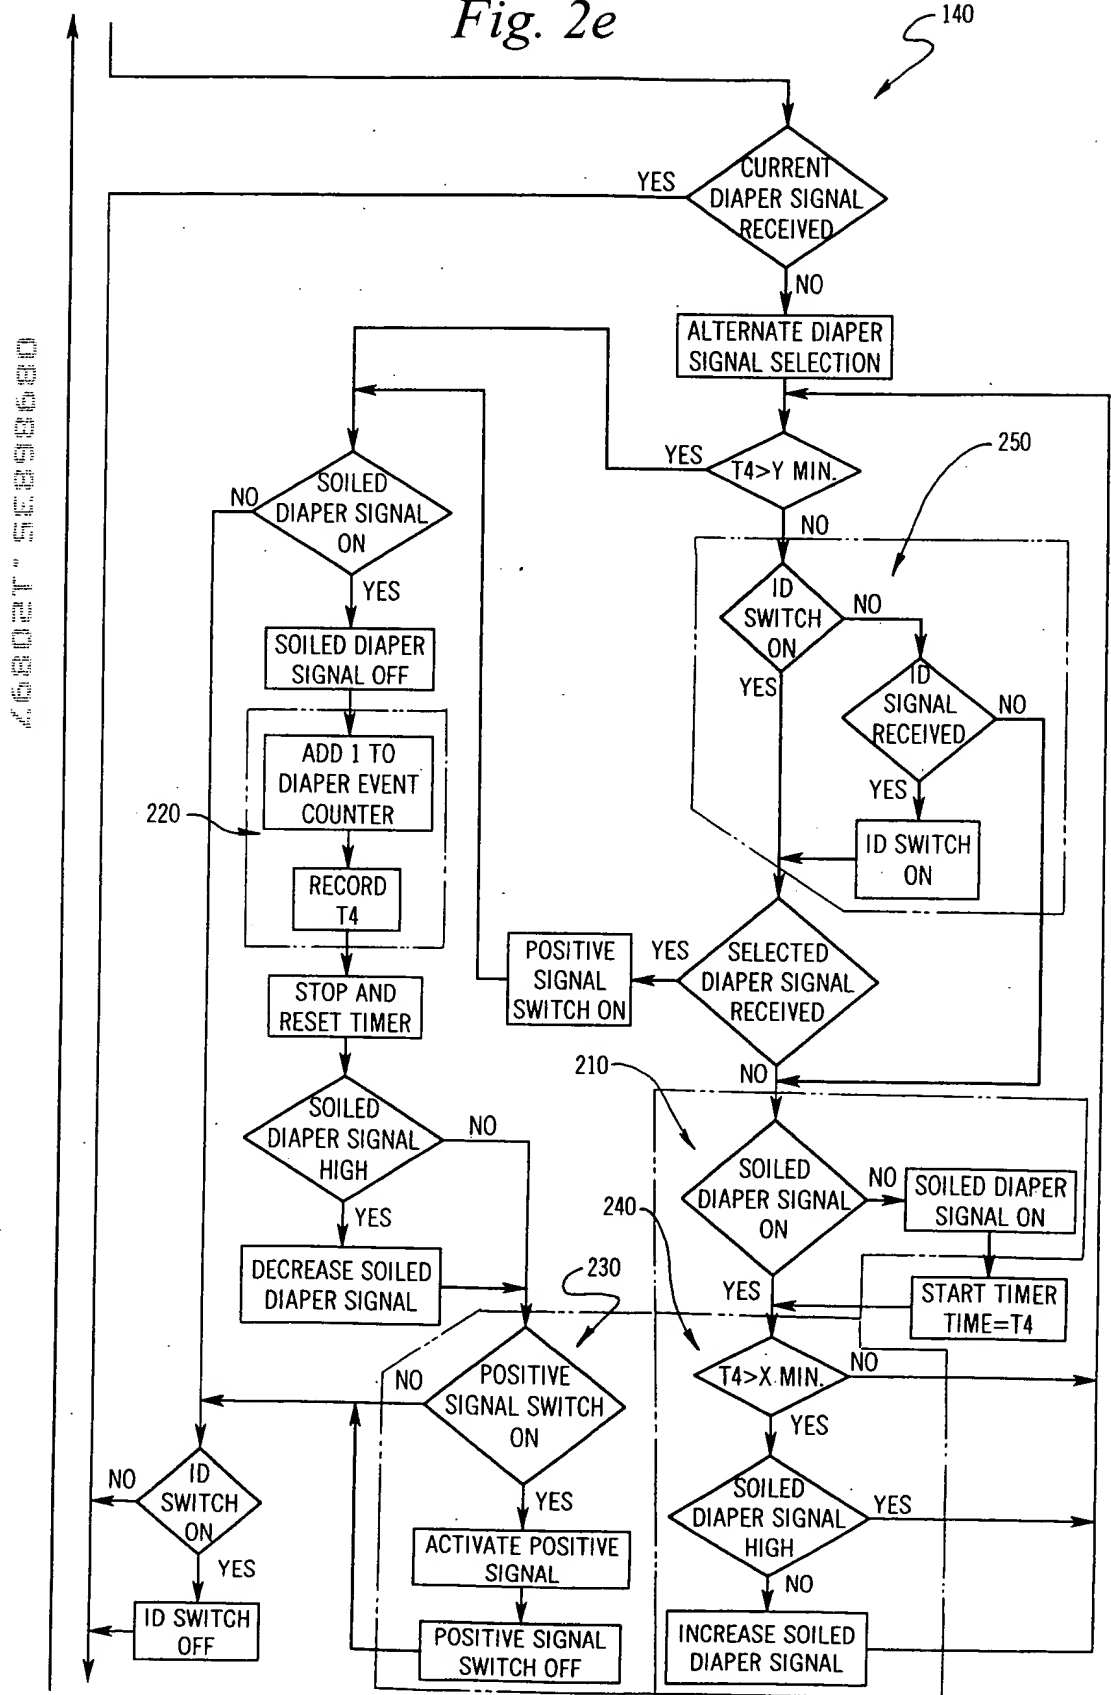 Fig. 2e
140
CURRENT
DIAPER SIGNAL
RECEIVED
YES
NO
ALTERNATE DIAPER
SIGNAL SELECTION
T4>Y MIN.
YES
NO
250
SOILED
DIAPER SIGNAL
ON
NO
YES
ID
SWITCH
ON
NO
YES
ID
SIGNAL
RECEIVED
NO
YES
ID SWITCH
ON
SOILED DIAPER
SIGNAL OFF
220
ADD 1 TO
DIAPER EVENT
COUNTER
RECORD
T4
STOP AND
RESET TIMER
POSITIVE
SIGNAL
SWITCH ON
YES
SELECTED
DIAPER SIGNAL
RECEIVED
NO
210
SOILED
DIAPER SIGNAL
HIGH
NO
YES
DECREASE SOILED
DIAPER SIGNAL
240
SOILED
DIAPER SIGNAL
ON
NO
YES
SOILED DIAPER
SIGNAL ON
START TIMER
TIME=T4
230
POSITIVE
SIGNAL SWITCH
ON
NO
YES
T4>X MIN.
NO
YES
SOILED
DIAPER SIGNAL
HIGH
YES
NO
ID
SWITCH
ON
NO
YES
ID SWITCH
OFF
ACTIVATE POSITIVE
SIGNAL
POSITIVE SIGNAL
SWITCH OFF
INCREASE SOILED
DIAPER SIGNAL